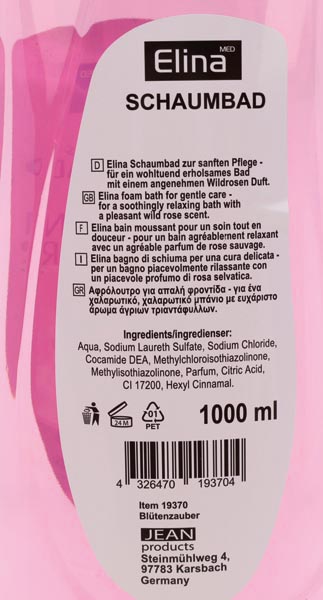 Elina MED
SCHAUMBAD
D Elina Schaumbad zur sanften Pflege -
für ein wohltuend erholsames Bad
mit einem angenehmen Wildrosen Duft.
GB Elina foam bath for gentle care -
for a soothingly relaxing bath with
a pleasant wild rose scent.
F Elina bain moussant pour un soin tout en
douceur - pour un bain agréablement relaxant
avec un agréable parfum de rose sauvage.
I Elina bagno di schiuma per una cura delicata -
per un bagno piacevolmente rilassante con
un piacevole profumo di rosa selvatica.
GR Αφρόλουτρο για απαλή φροντίδα - για ένα
χαλαρωτικό, χαλαρωτικό μπάνιο με ευχάριστο
άρωμα άγριων τριαντάφυλλων.
Ingredients/ingredienser:
Aqua, Sodium Laureth Sulfate, Sodium Chloride,
Cocamide DEA, Methylchloroisothiazolinone,
Methylisothiazolinone, Parfum, Citric Acid,
CI 17200, Hexyl Cinnamal.
24 M
01
PET
1000 ml
4 326470 193704
Item 19370
Blütenzauber
JEAN
products
Steinmühlweg 4,
97783 Karsbach
Germany